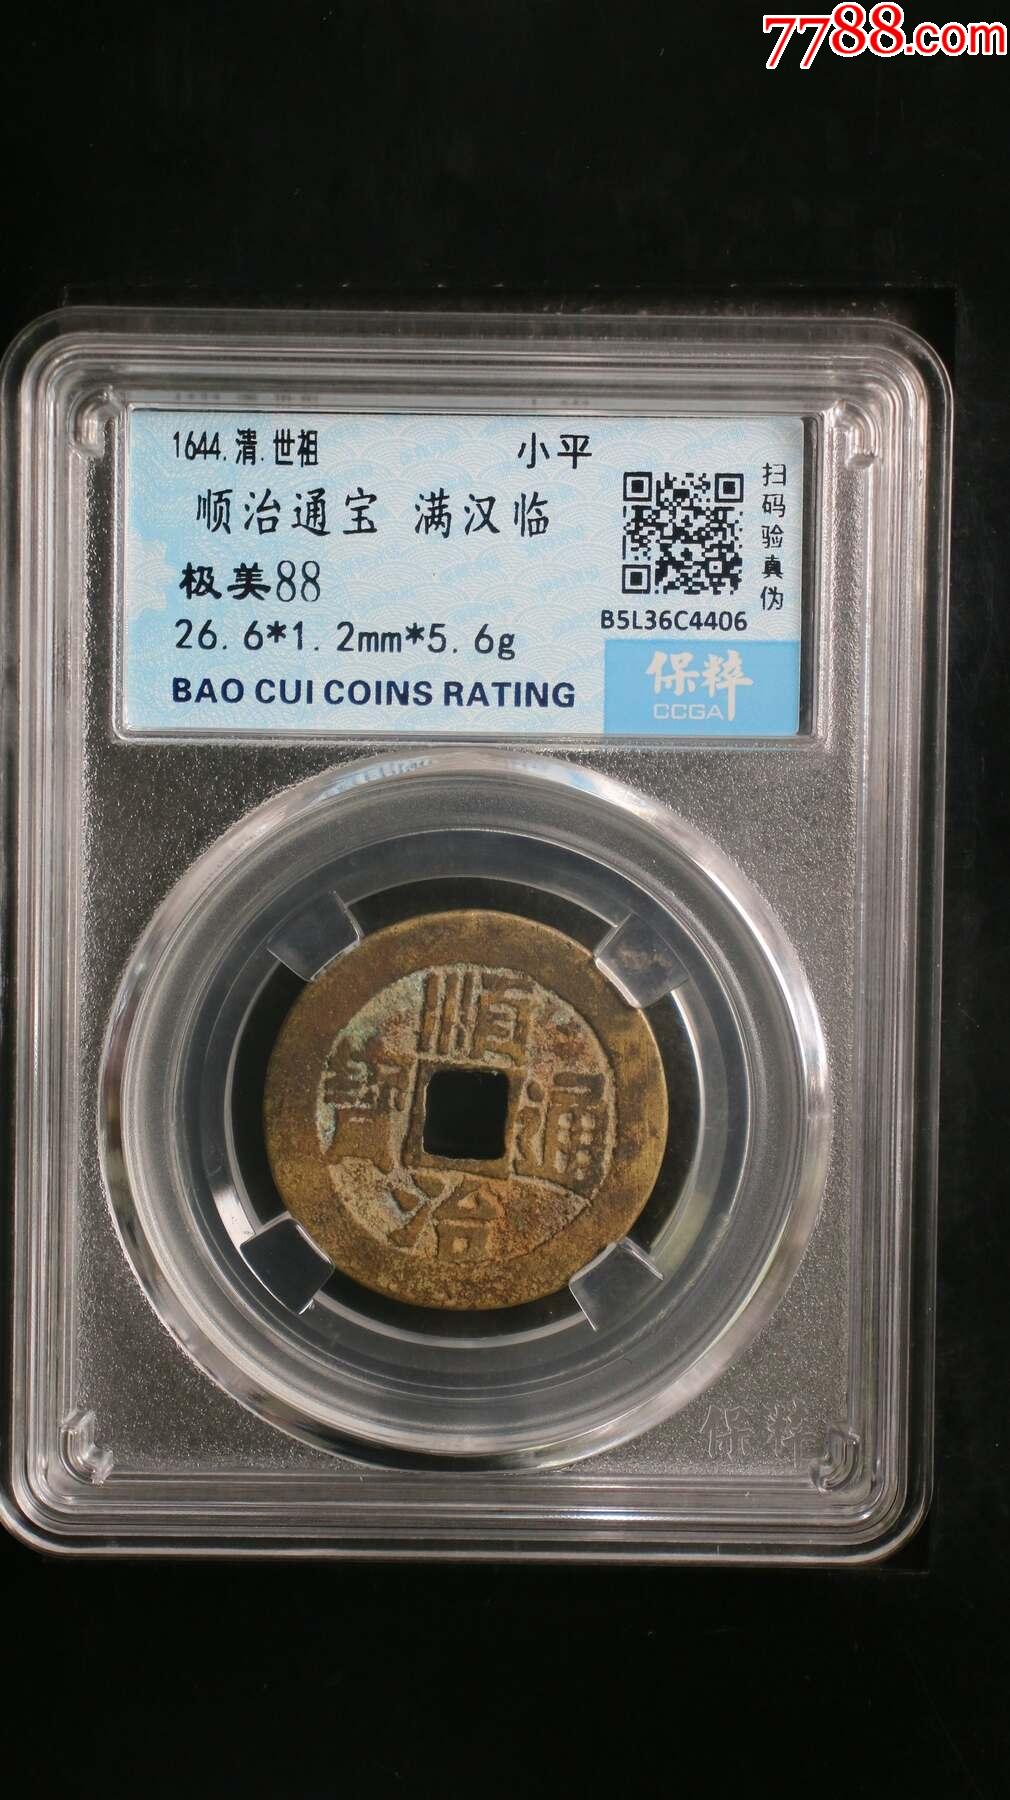 7788.com
1644.清.世祖 小平
顺治通宝 满汉临
极美88
26.6*1.2mm*5.6g
BAO CUI COINS RATING
扫码验真伪
B5L36C4406
保粹
CCGA
顺治通寳
保粹